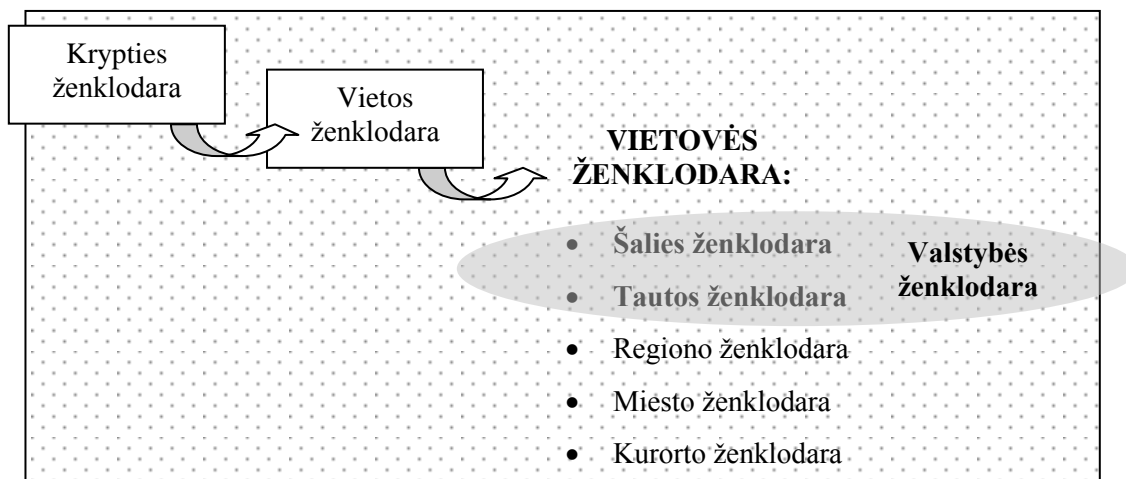 Krypties
ženklodara
Vietos
ženklodara
VIETOVĖS
ŽENKLODARA:
• Šalies ženklodara
• Tautos ženklodara
Valstybės
ženklodara
• Regiono ženklodara
• Miesto ženklodara
• Kurorto ženklodara